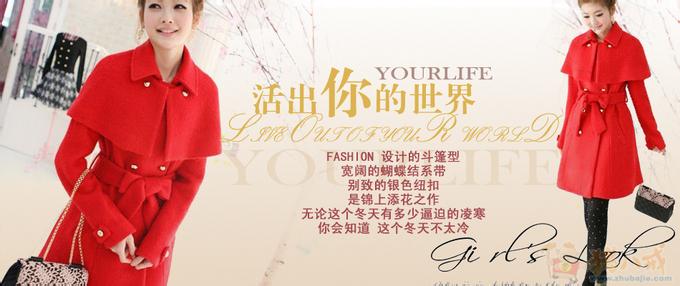 YOURLIFE
活出你的世界
LIVE OUT OF YOUR WORLD
YOURLIFE
FASHION 设计的斗篷型
宽阔的蝴蝶结系带
别致的银色纽扣
是锦上添花之作
无论这个冬天有多少逼迫的凌寒
你会知道 这个冬天不太冷
Girl's Look
www.zhubajie.com